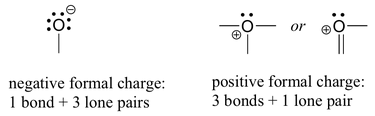 O ⊖
⊕ O or ⊕ O
negative formal charge:
1 bond + 3 lone pairs
positive formal charge:
3 bonds + 1 lone pair